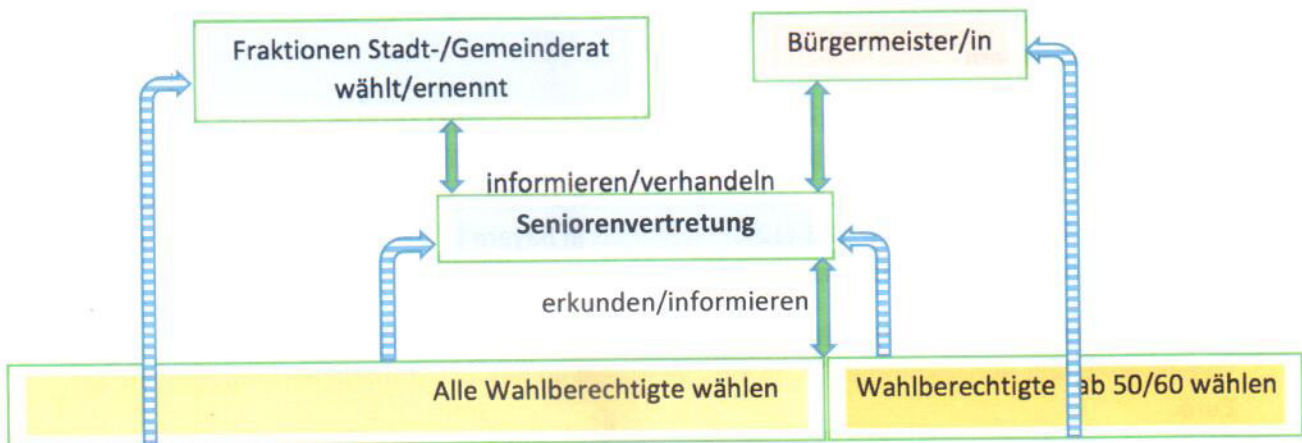 Fraktionen Stadt-/Gemeinderat
wählt/ernennt
Bürgermeister/in
informieren/verhandeln
Seniorenvertretung
erkunden/informieren
Alle Wahlberechtigte wählen
Wahlberechtigte ab 50/60 wählen